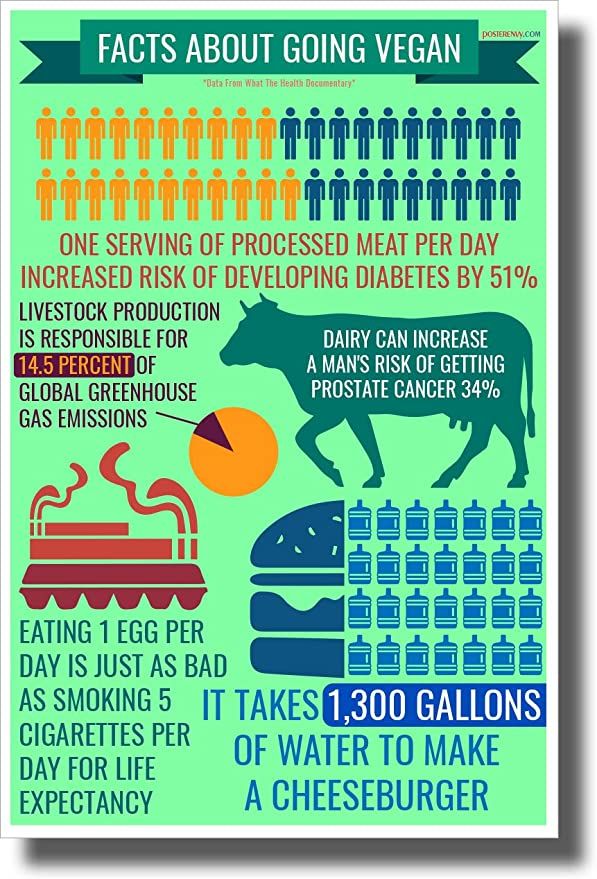 FACTS ABOUT GOING VEGAN
POSTERENVY.COM
*Data From What The Health Documentary*
ONE SERVING OF PROCESSED MEAT PER DAY
INCREASED RISK OF DEVELOPING DIABETES BY 51%
LIVESTOCK PRODUCTION
IS RESPONSIBLE FOR
14.5 PERCENT OF
GLOBAL GREENHOUSE
GAS EMISSIONS
DAIRY CAN INCREASE
A MAN'S RISK OF GETTING
PROSTATE CANCER 34%
EATING 1 EGG PER
DAY IS JUST AS BAD
AS SMOKING 5
CIGARETTES PER
DAY FOR LIFE
EXPECTANCY
IT TAKES 1,300 GALLONS
OF WATER TO MAKE
A CHEESEBURGER